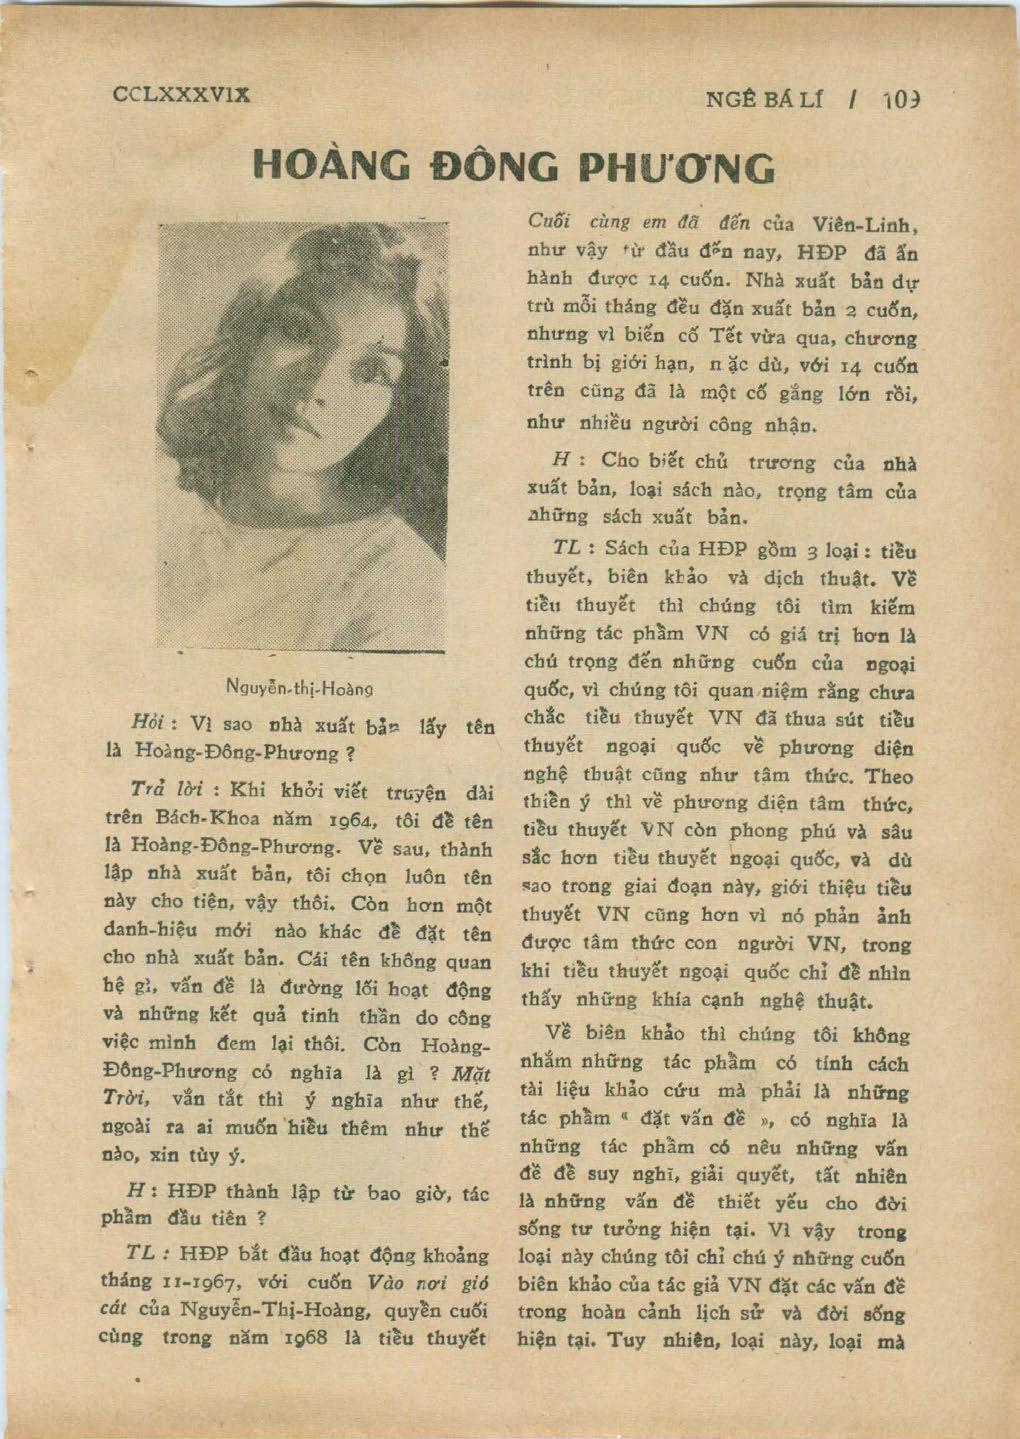 CCLXXXVIX
NGÊ BÁ LÍ / 109
HOÀNG ĐÔNG PHƯƠNG
Nguyễn-thị-Hoàng
Hỏi : Vì sao nhà xuất bản lấy tên
là Hoàng-Đông-Phương ?
Trả lời : Khi khởi viết truyện dài
trên Bách-Khoa năm 1964, tôi để tên
là Hoàng-Đông-Phương. Về sau, thành
lập nhà xuất bản, tôi chọn luôn tên
này cho tiện, vậy thôi. Còn hơn một
danh-hiệu mới nào khác để đặt tên
cho nhà xuất bản. Cái tên không quan
hệ gì, vấn đề là đường lối hoạt động
và những kết quả tinh thần do công
việc mình đem lại thôi. Còn Hoàng-
Đông-Phương có nghĩa là gì ? Mặt
Trời, vắn tắt thì ý nghĩa như thế,
ngoài ra ai muốn hiểu thêm như thế
nào, xin tùy ý.
H : HĐP thành lập từ bao giờ, tác
phẩm đầu tiên ?
TL : HĐP bắt đầu hoạt động khoảng
tháng 11-1967, với cuốn Vào nơi gió
cát của Nguyễn-Thị-Hoàng, quyển cuối
cùng trong năm 1968 là tiểu thuyết
Cuối cùng em đã đến của Viên-Linh,
như vậy từ đầu đến nay, HĐP đã ấn
hành được 14 cuốn. Nhà xuất bản dự
trù mỗi tháng đều đặn xuất bản 2 cuốn,
nhưng vì biến cố Tết vừa qua, chương
trình bị giới hạn, n ặc dù, với 14 cuốn
trên cũng đã là một cố gắng lớn rồi,
như nhiều người công nhận.
H : Cho biết chủ trương của nhà
xuất bản, loại sách nào, trọng tâm của
những sách xuất bản.
TL : Sách của HĐP gồm 3 loại : tiểu
thuyết, biên khảo và dịch thuật. Về
tiểu thuyết thì chúng tôi tìm kiếm
những tác phẩm VN có giá trị hơn là
chú trọng đến những cuốn của ngoại
quốc, vì chúng tôi quan niệm rằng chưa
chắc tiểu thuyết VN đã thua sút tiểu
thuyết ngoại quốc về phương diện
nghệ thuật cũng như tâm thức. Theo
thiển ý thì về phương diện tâm thức,
tiểu thuyết VN còn phong phú và sâu
sắc hơn tiểu thuyết ngoại quốc, và dù
sao trong giai đoạn này, giới thiệu tiểu
thuyết VN cũng hơn vì nó phản ảnh
được tâm thức con người VN, trong
khi tiểu thuyết ngoại quốc chỉ để nhìn
thấy những khía cạnh nghệ thuật.
Về biên khảo thì chúng tôi không
nhắm những tác phẩm có tính cách
tài liệu khảo cứu mà phải là những
tác phẩm « đặt vấn đề », có nghĩa là
những tác phẩm có nêu những vấn
đề để suy nghĩ, giải quyết, tất nhiên
là những vấn đề thiết yếu cho đời
sống tư tưởng hiện tại. Vì vậy trong
loại này chúng tôi chỉ chú ý những cuốn
biên khảo của tác giả VN đặt các vấn đề
trong hoàn cảnh lịch sử và đời sống
hiện tại. Tuy nhiên, loại này, loại mà